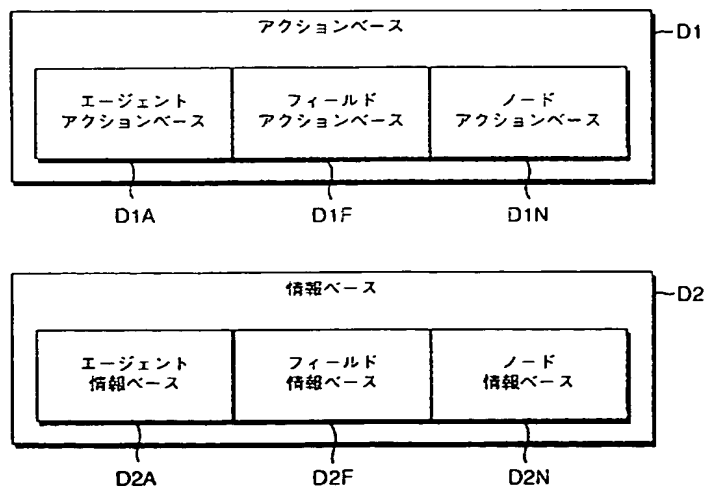 アクションベース
D1
エージェント
アクションベース
フィールド
アクションベース
ノード
アクションベース
D1A
D1F
D1N
情報ベース
D2
エージェント
情報ベース
フィールド
情報ベース
ノード
情報ベース
D2A
D2F
D2N